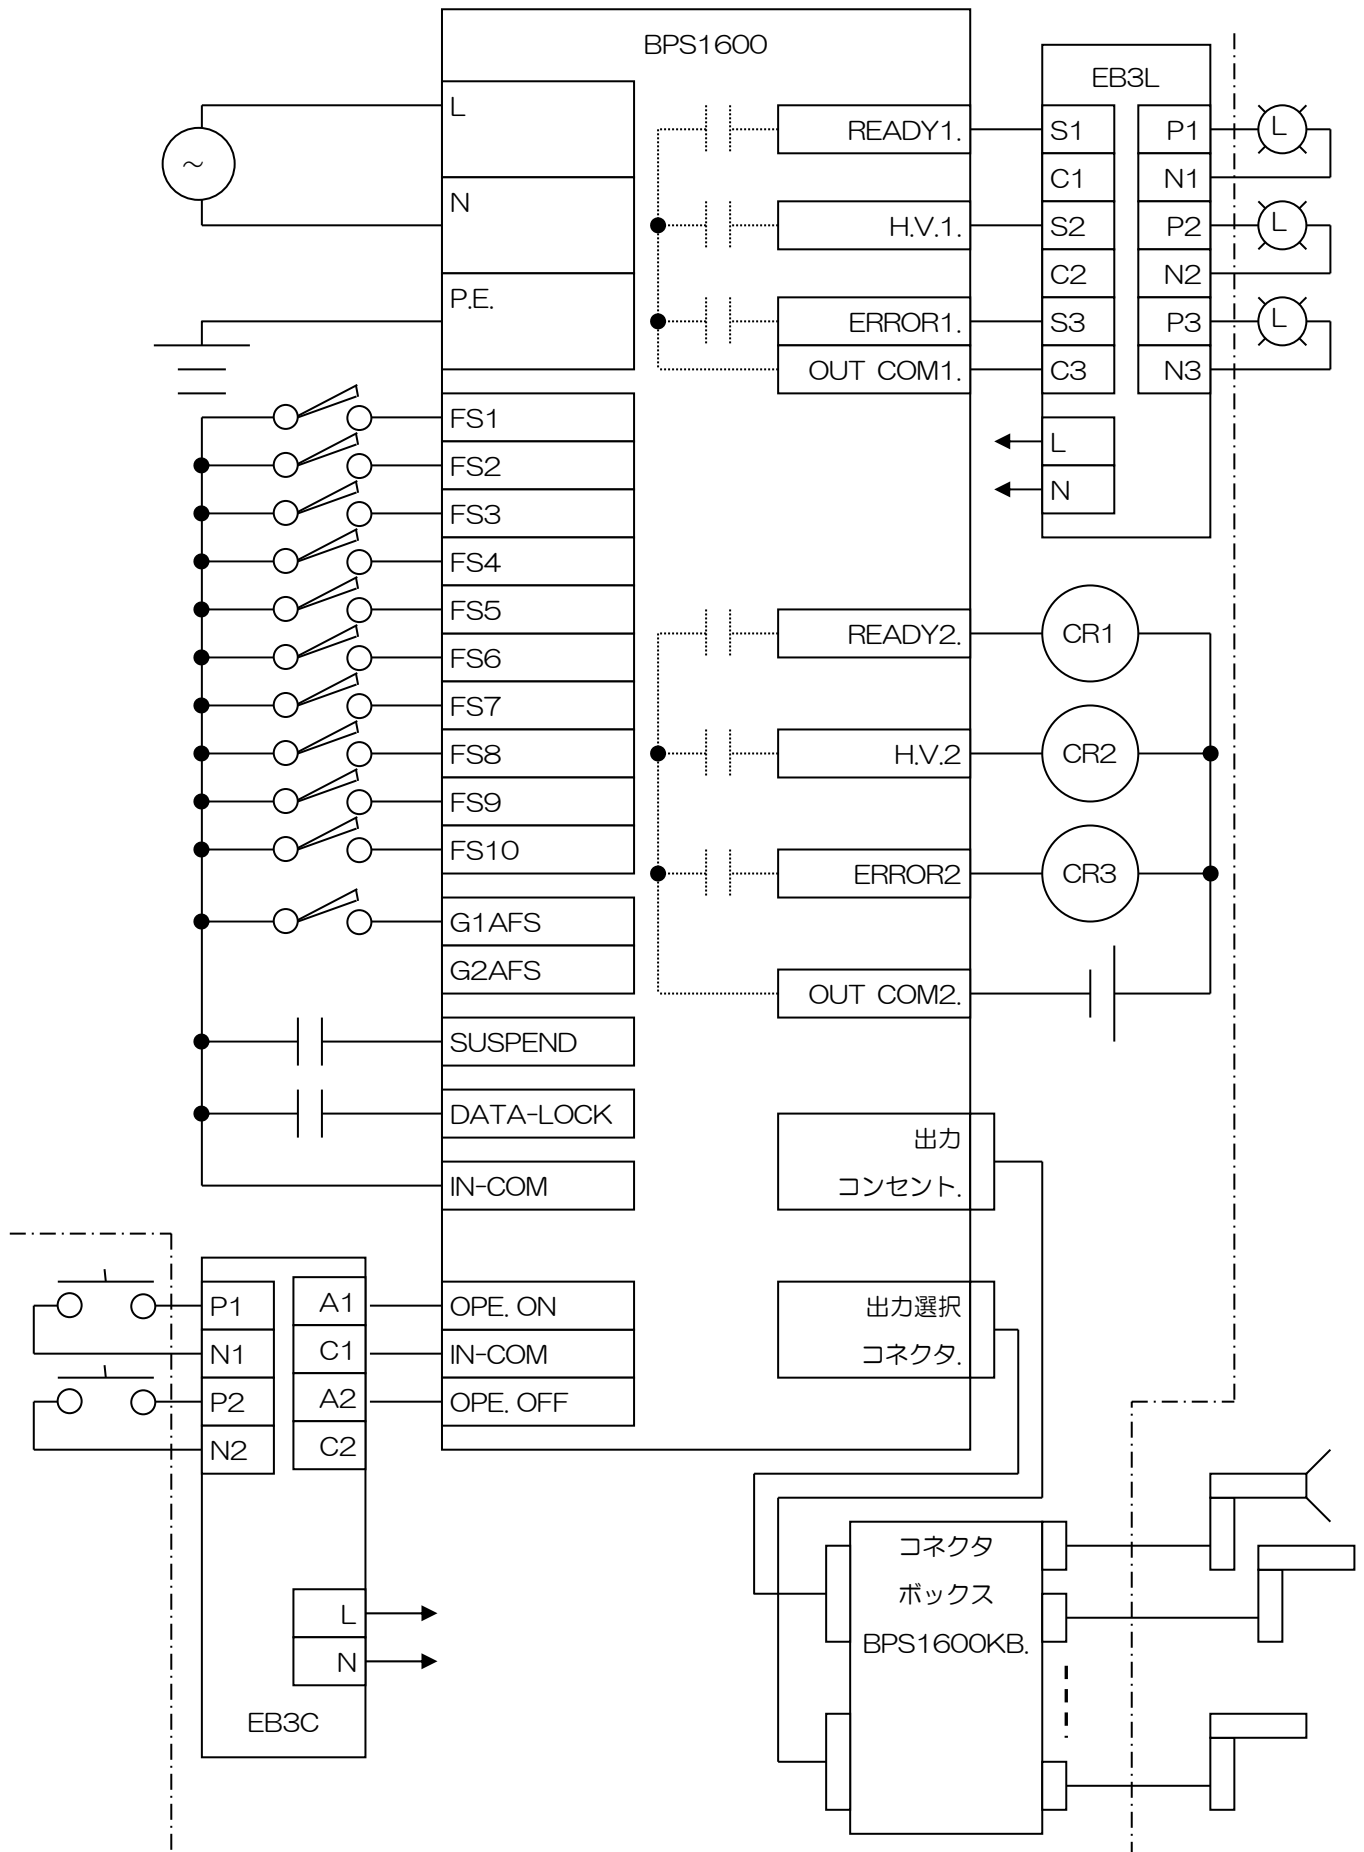 BPS1600
L
N
P.E.
FS1
FS2
FS3
FS4
FS5
FS6
FS7
FS8
FS9
FS10
G1AFS
G2AFS
SUSPEND
DATA-LOCK
IN-COM
OPE. ON
IN-COM
OPE. OFF
READY1.
H.V.1.
ERROR1.
OUT COM1.
READY2.
H.V.2
ERROR2
OUT COM2.
出力
コンセント.
出力選択
コネクタ.
EB3L
S1
C1
S2
C2
S3
C3
P1
N1
P2
N2
P3
N3
L
N
L
L
L
CR1
CR2
CR3
~
P1
N1
P2
N2
A1
C1
A2
C2
L
N
EB3C
コネクタ
ボックス
BPS1600KB.